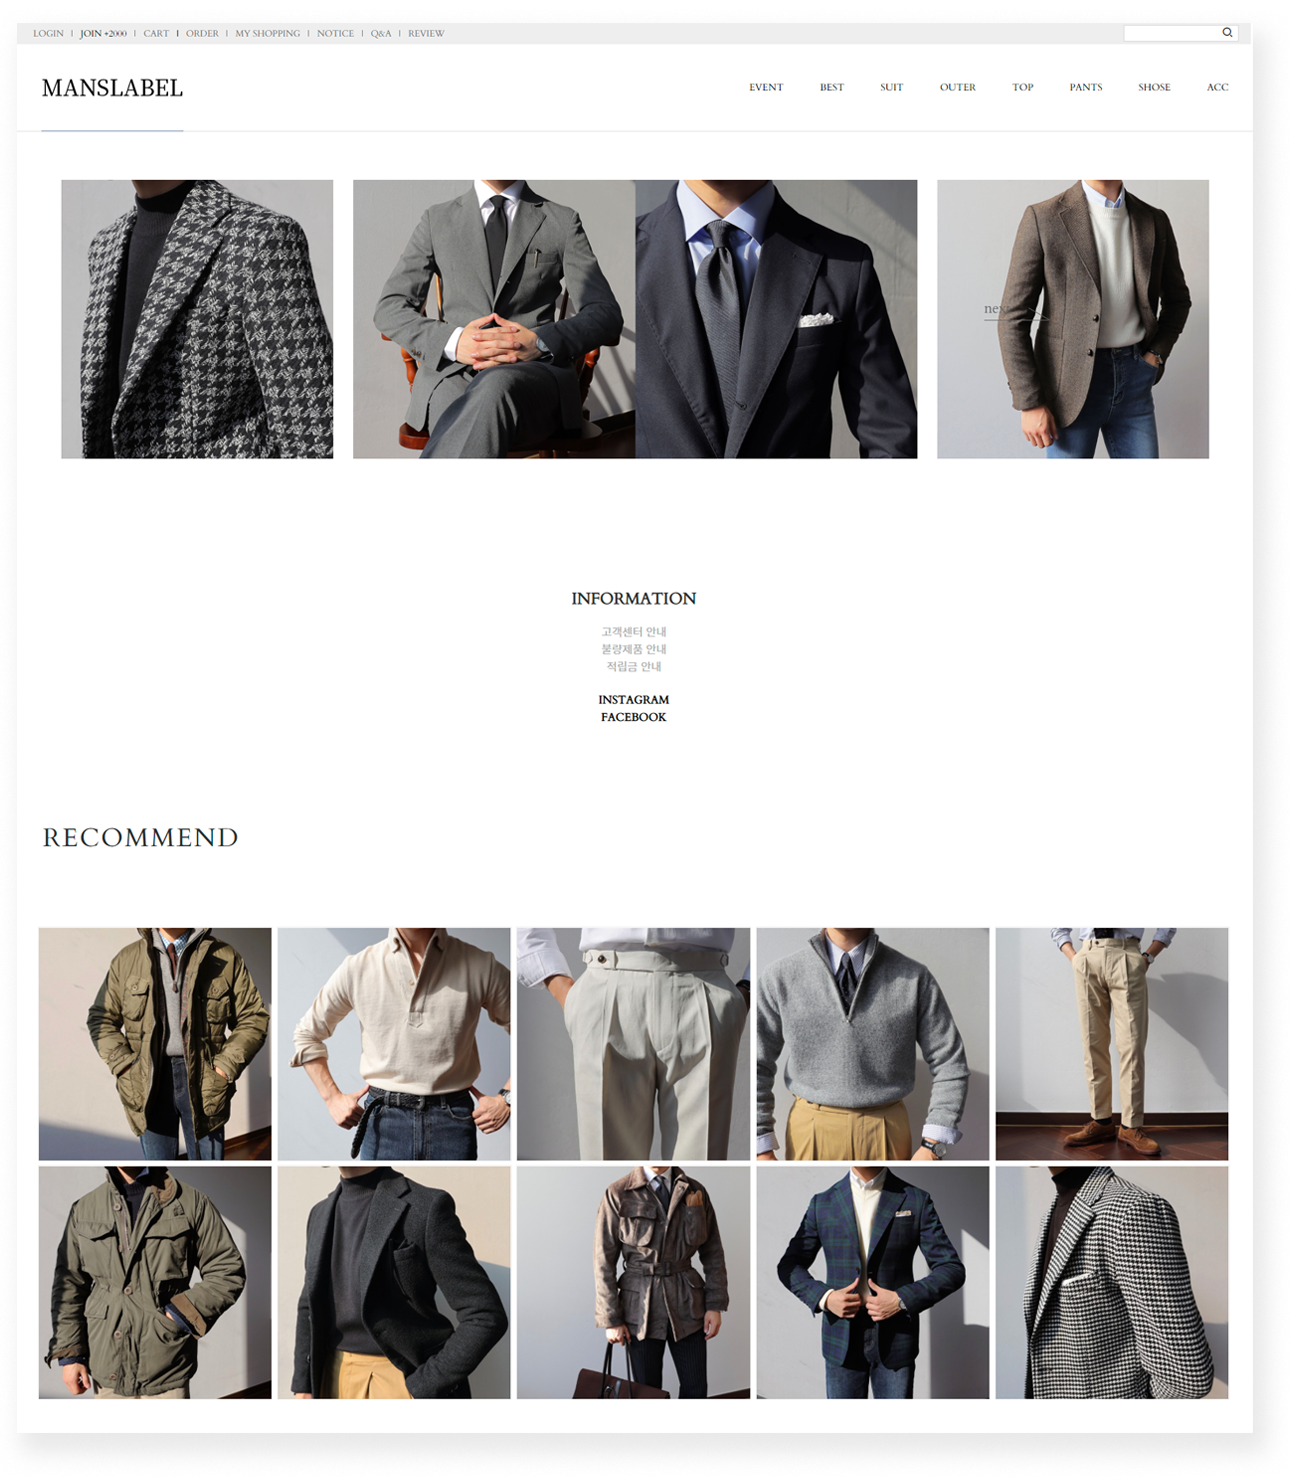 LOGIN | JOIN +2000 | CART | ORDER | MY SHOPPING | NOTICE | Q&A | REVIEW
MANSLABEL
EVENT BEST SUIT OUTER TOP PANTS SHOSE ACC
INFORMATION
고객센터 안내
불량제품 안내
적립금 안내
INSTAGRAM
FACEBOOK
RECOMMEND